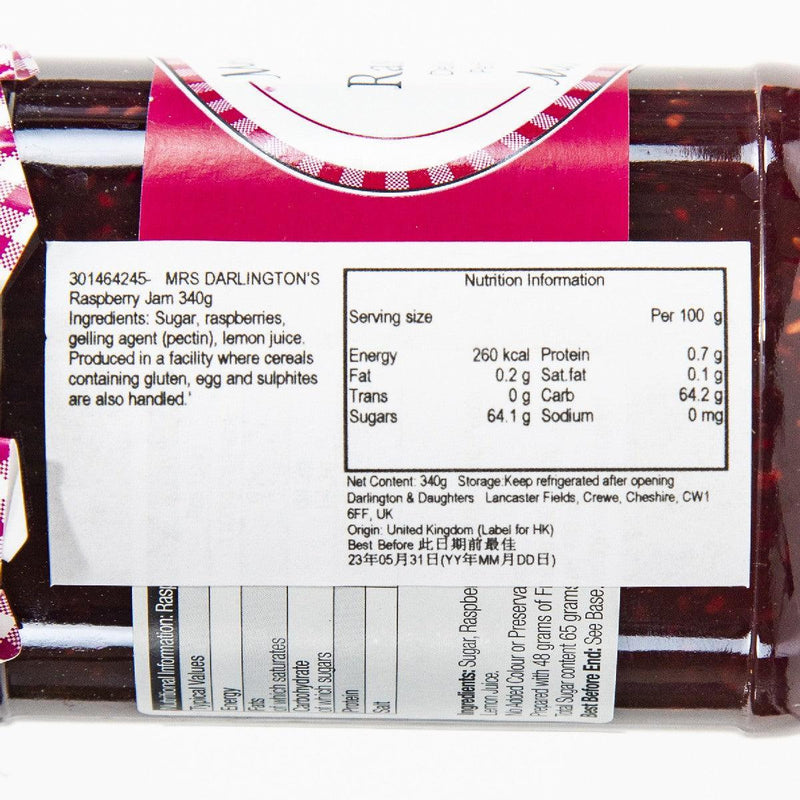 301464245- MRS DARLINGTON'S
Raspberry Jam 340g
Ingredients: Sugar, raspberries,
gelling agent (pectin), lemon juice.
Produced in a facility where cereals
containing gluten, egg and sulphites
are also handled.'
Nutrition Information
Serving size Per 100 g
Energy 260 kcal Protein 0.7 g
Fat 0.2 g Sat.fat 0.1 g
Trans 0 g Carb 64.2 g
Sugars 64.1 g Sodium 0 mg
Net Content: 340g Storage:Keep refrigerated after opening
Darlington & Daughters Lancaster Fields, Crewe, Cheshire, CW1
6FF, UK
Origin: United Kingdom (Label for HK)
Best Before 此日期前最佳
23年05月31日(YY年MM月DD日)
Information:
Typical Values
Energy
Fats
of which saturates
Carbohydrate
of which sugars
Protein
Salt
Ingredients: Sugar,
Lemon Juice.
No Added Colour or
Prepared with 48 grams of
Total Sugar content 65 grams
Best Before End: See Base.